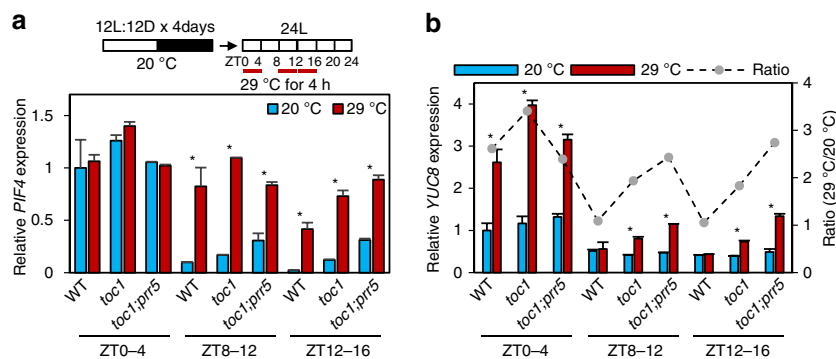 a
12L:12D x 4days
20 °C
24L
ZT0 4 8 12 16 20 24
29 °C for 4 h
20 °C 29 °C
Relative PIF4 expression
1.5
1
0.5
0
* * * * * *
WT toc1 toc1;prr5 WT toc1 toc1;prr5 WT toc1 toc1;prr5
ZT0–4 ZT8–12 ZT12–16
b
20 °C 29 °C Ratio
Relative YUC8 expression
4
3
2
1
0
* * * * * * *
4
3
2
1
0
Ratio (29 °C/20 °C)
WT toc1 toc1;prr5 WT toc1 toc1;prr5 WT toc1 toc1;prr5
ZT0–4 ZT8–12 ZT12–16